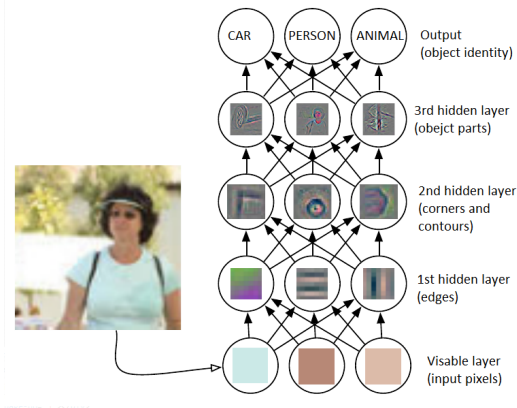 CAR
PERSON
ANIMAL
Output
(object identity)
3rd hidden layer
(obejct parts)
2nd hidden layer
(corners and
contours)
1st hidden layer
(edges)
Visable layer
(input pixels)